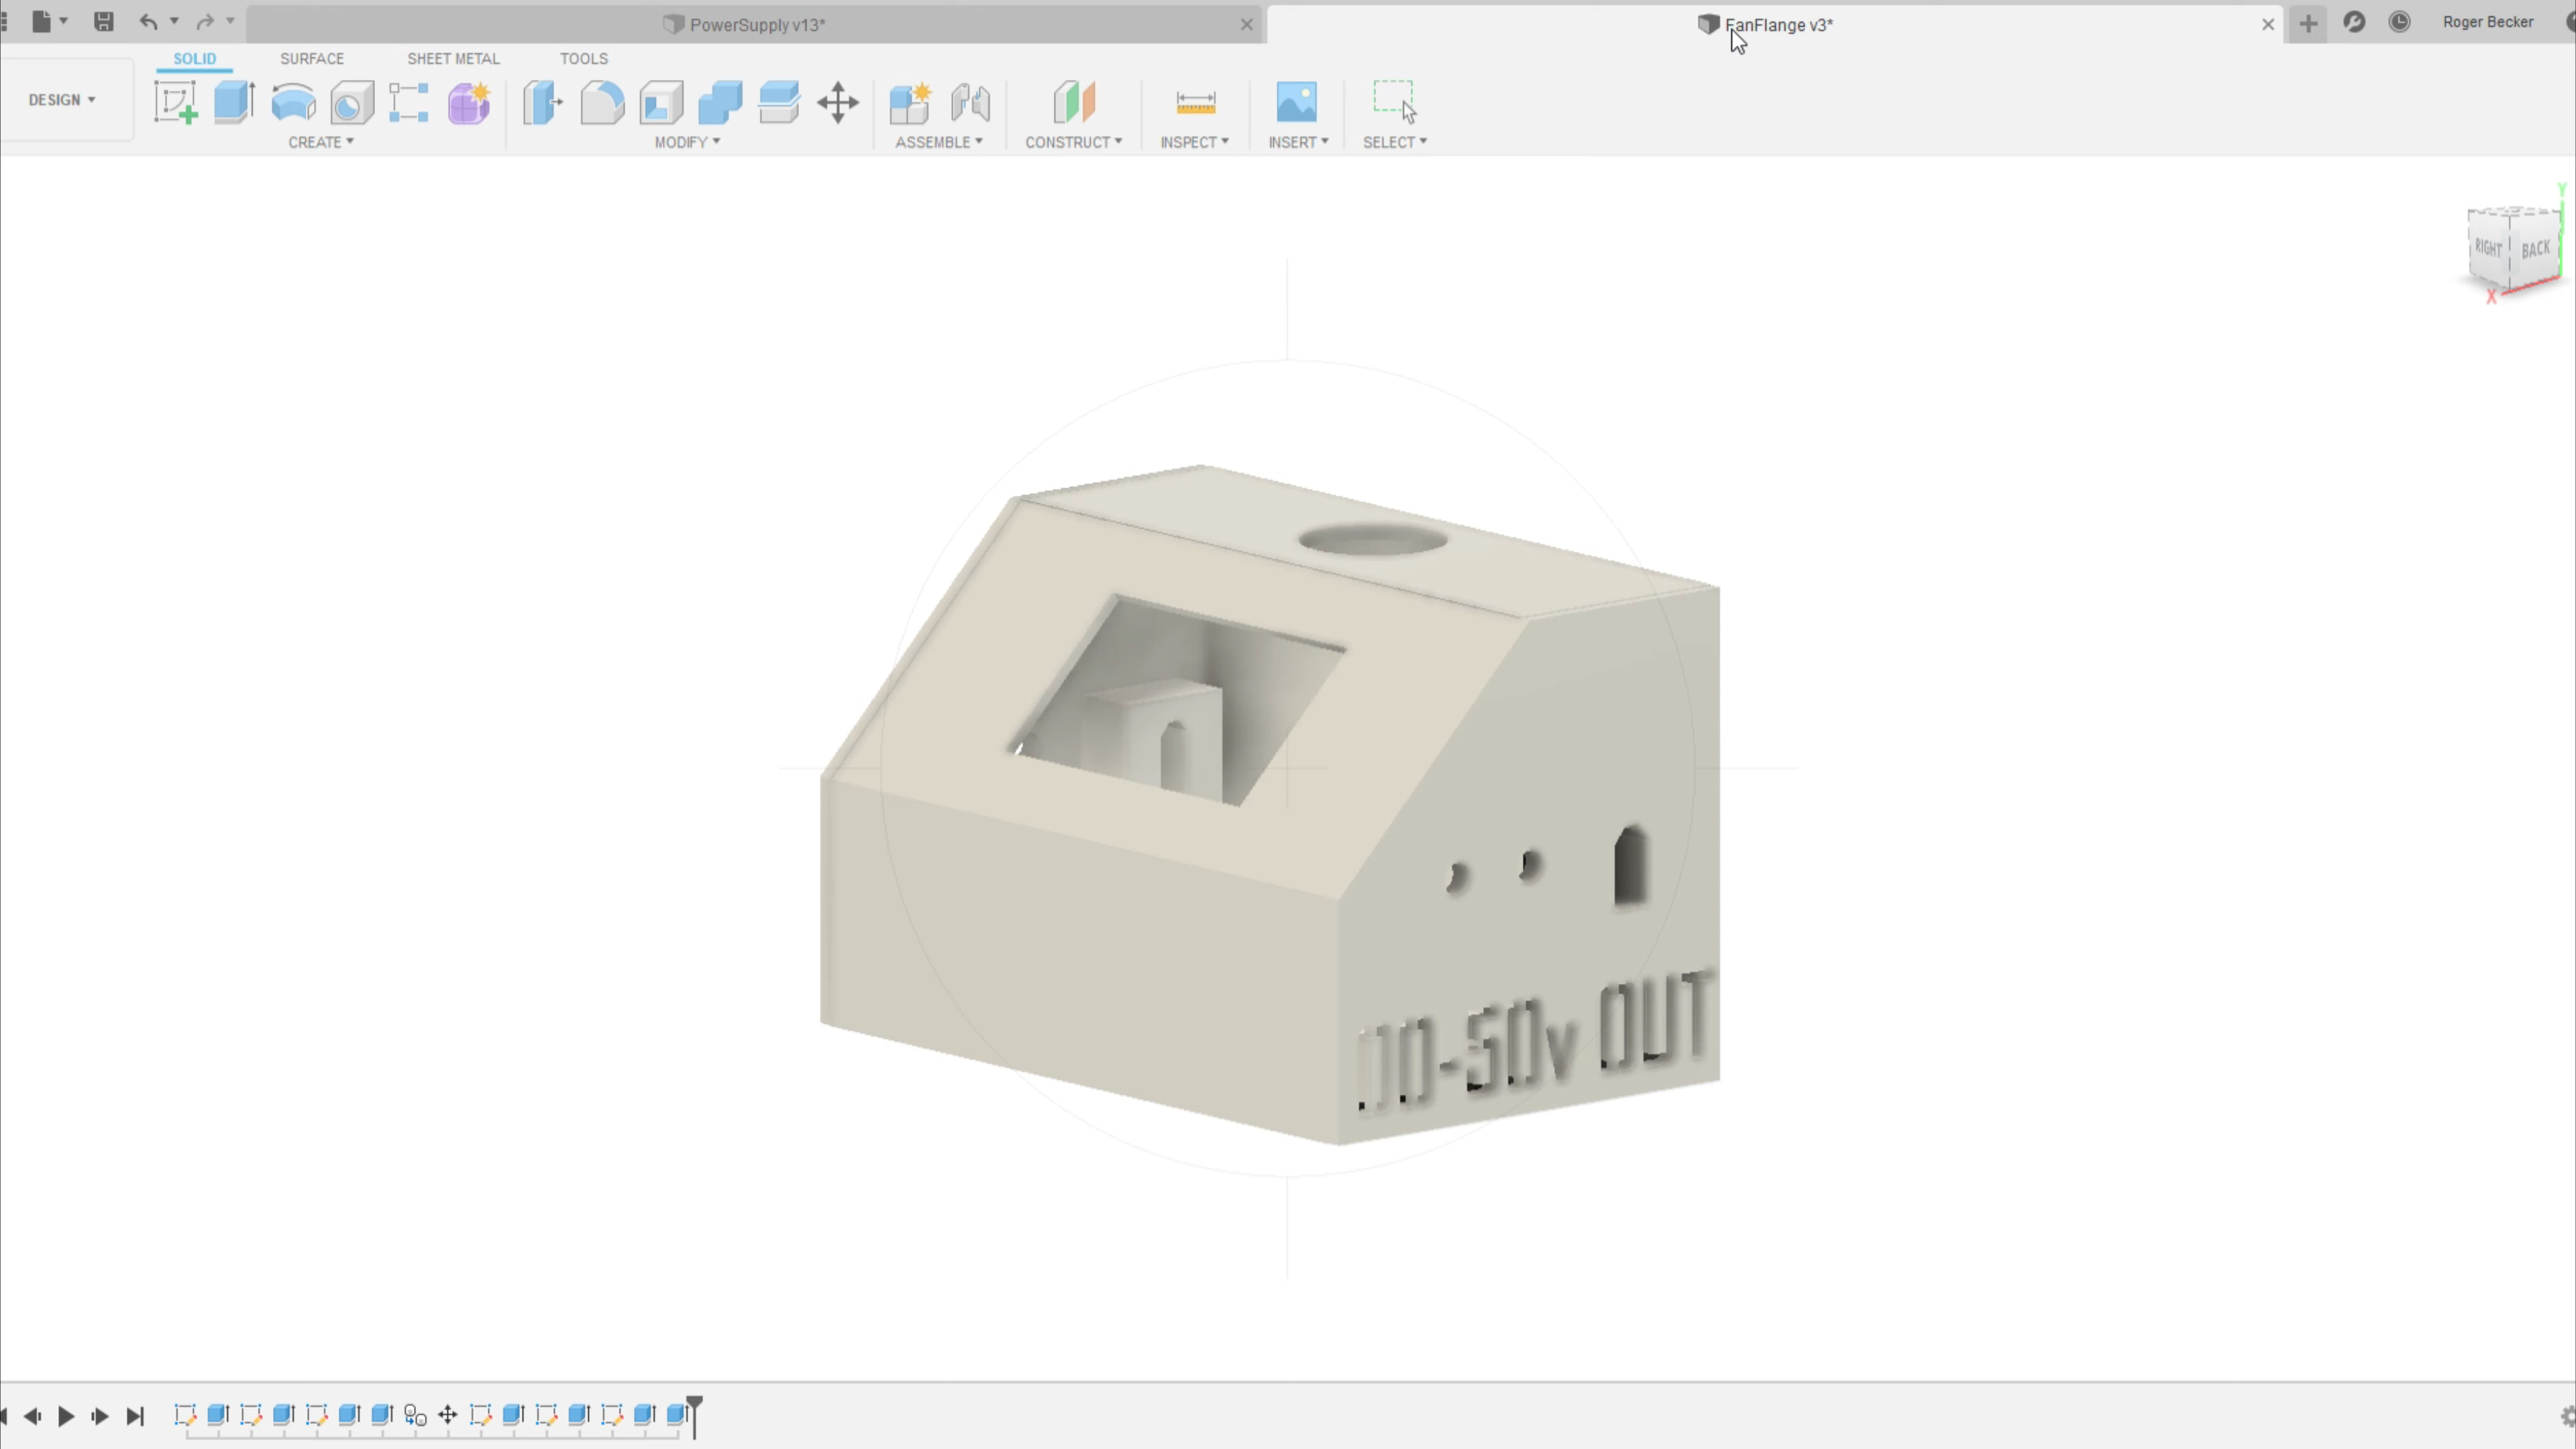 PowerSupply v13*
FanFlange v3*
Roger Becker
SOLID
SURFACE
SHEET METAL
TOOLS
DESIGN
CREATE
MODIFY
ASSEMBLE
CONSTRUCT
INSPECT
INSERT
SELECT
Y
RIGHT
BACK
X
00-50v OUT